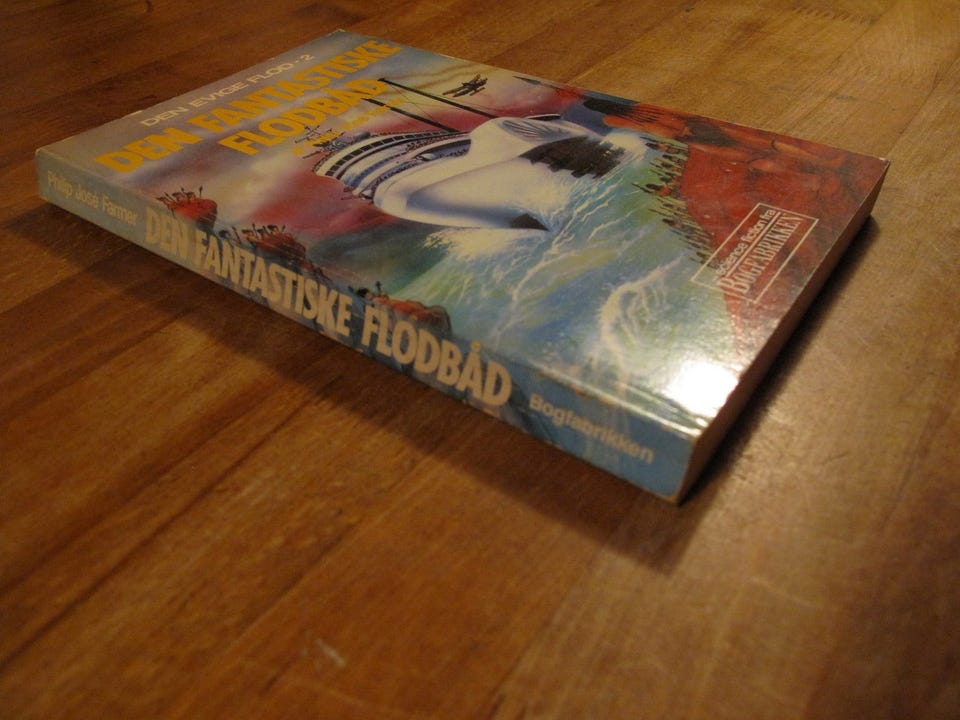 DEN EVIGE FLOD · 2
DEN FANTASTISKE
FLODBÅD
Science fiction fra
BOGFABRIKKEN
Philip José Farmer
DEN FANTASTISKE FLODBÅD
Bogfabrikken